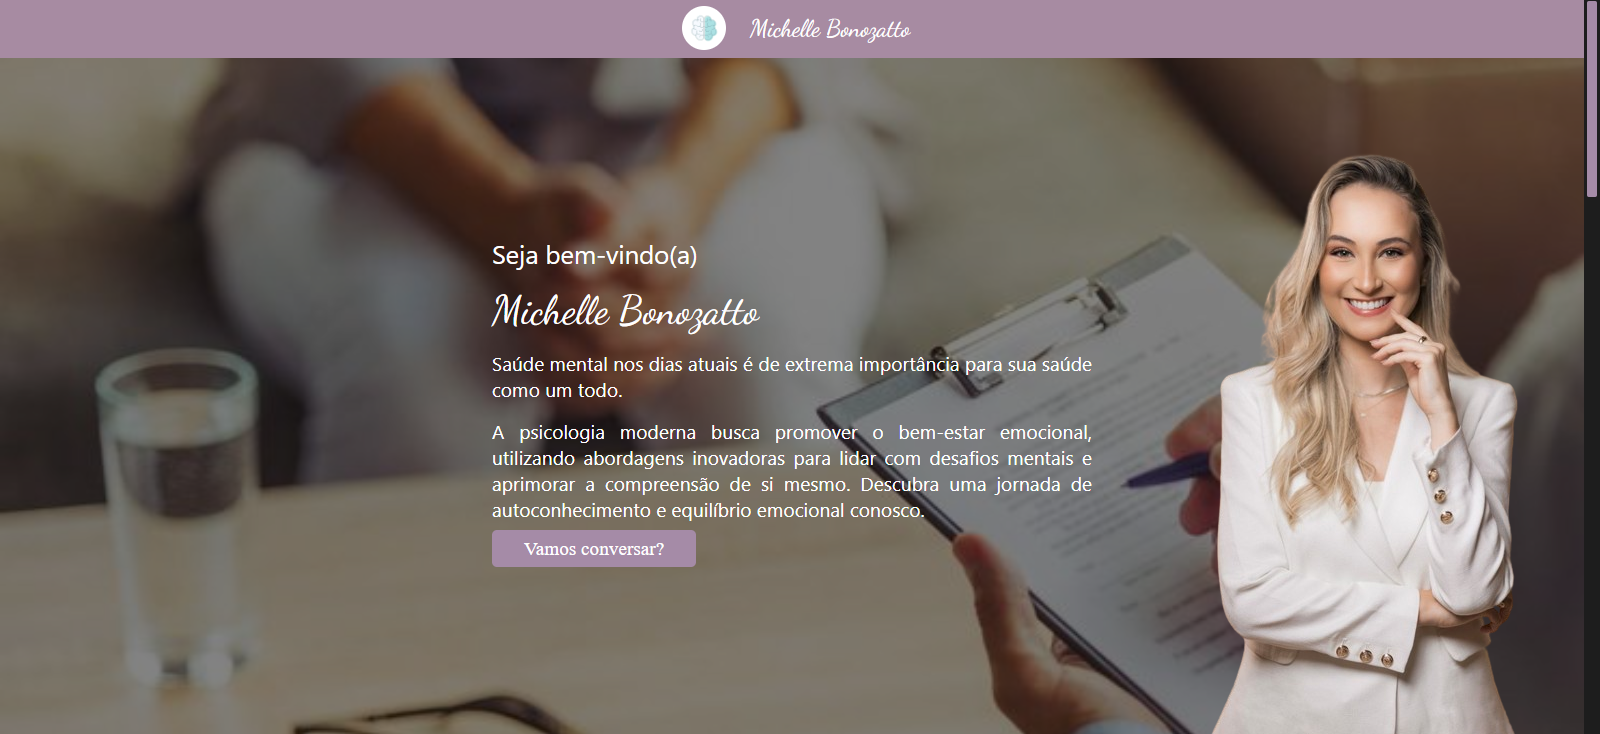 Michelle Bonozatto
Seja bem-vindo(a)
Michelle Bonozatto
Saúde mental nos dias atuais é de extrema importância para sua saúde
como um todo.
A psicologia moderna busca promover o bem-estar emocional,
utilizando abordagens inovadoras para lidar com desafios mentais e
aprimorar a compreensão de si mesmo. Descubra uma jornada de
autoconhecimento e equilíbrio emocional conosco.
Vamos conversar?